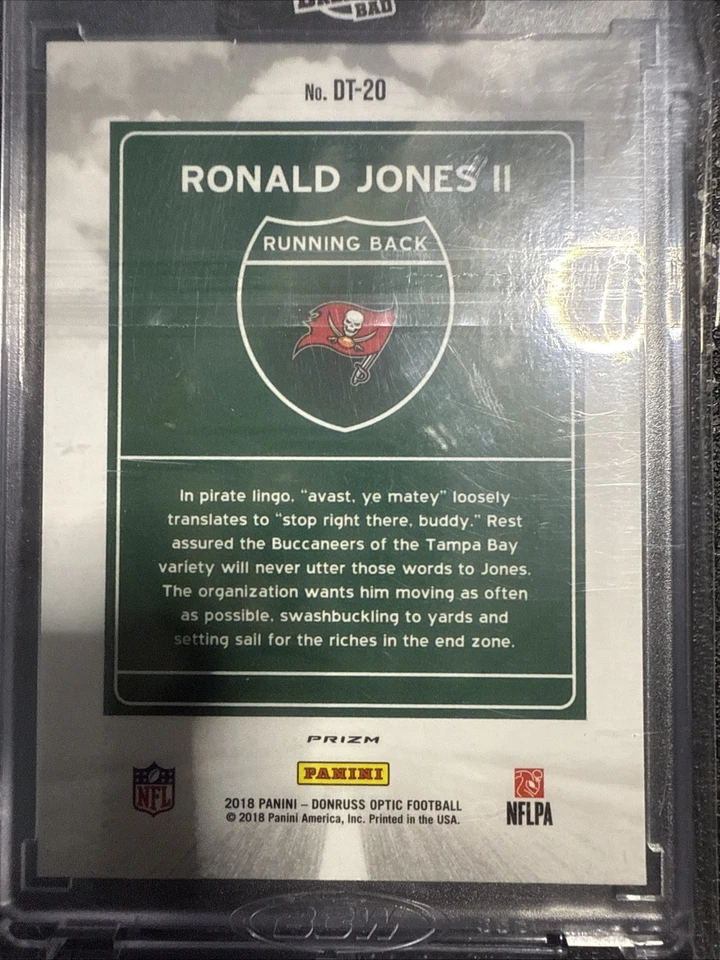 BAD
No. DT-20
RONALD JONES II
RUNNING BACK
In pirate lingo, "avast, ye matey" loosely
translates to "stop right there, buddy." Rest
assured the Buccaneers of the Tampa Bay
variety will never utter those words to Jones.
The organization wants him moving as often
as possible, swashbuckling to yards and
setting sail for the riches in the end zone.
PRIZM
PANINI
NFL
2018 PANINI – DONRUSS OPTIC FOOTBALL
© 2018 Panini America, Inc. Printed in the USA.
NFLPA
BCW